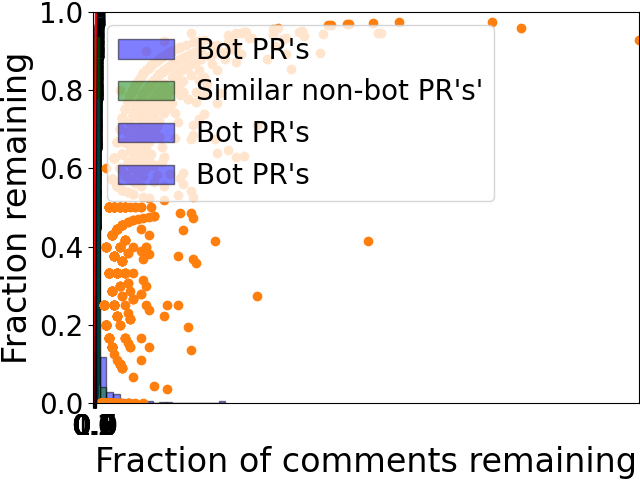 1.0
0.8
0.6
0.4
0.2
0.0
Fraction remaining
Bot PR's
Similar non-bot PR's'
Bot PR's
Bot PR's
Fraction of comments remaining